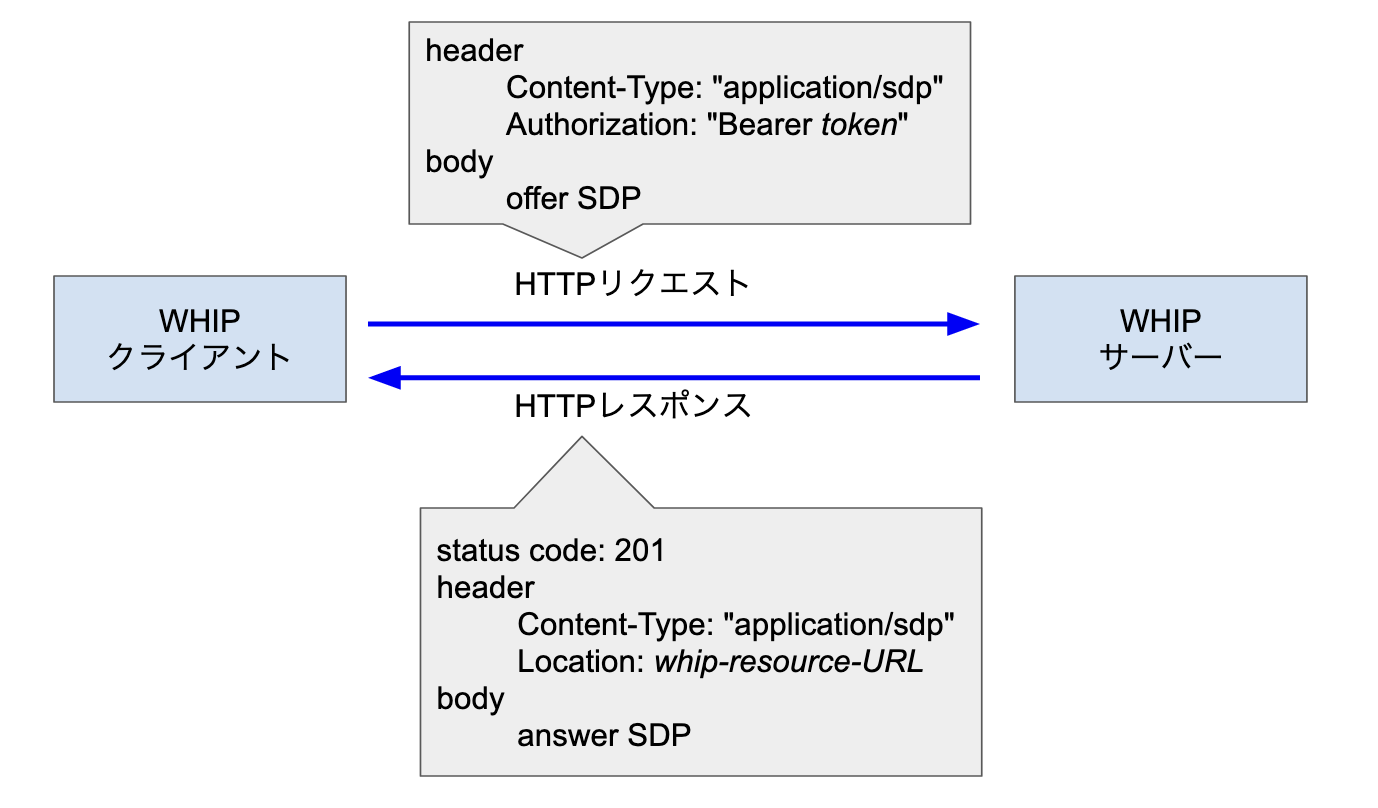 header
Content-Type: "application/sdp"
Authorization: "Bearer token"
body
offer SDP
HTTPリクエスト
WHIP
クライアント
WHIP
サーバー
HTTPレスポンス
status code: 201
header
Content-Type: "application/sdp"
Location: whip-resource-URL
body
answer SDP